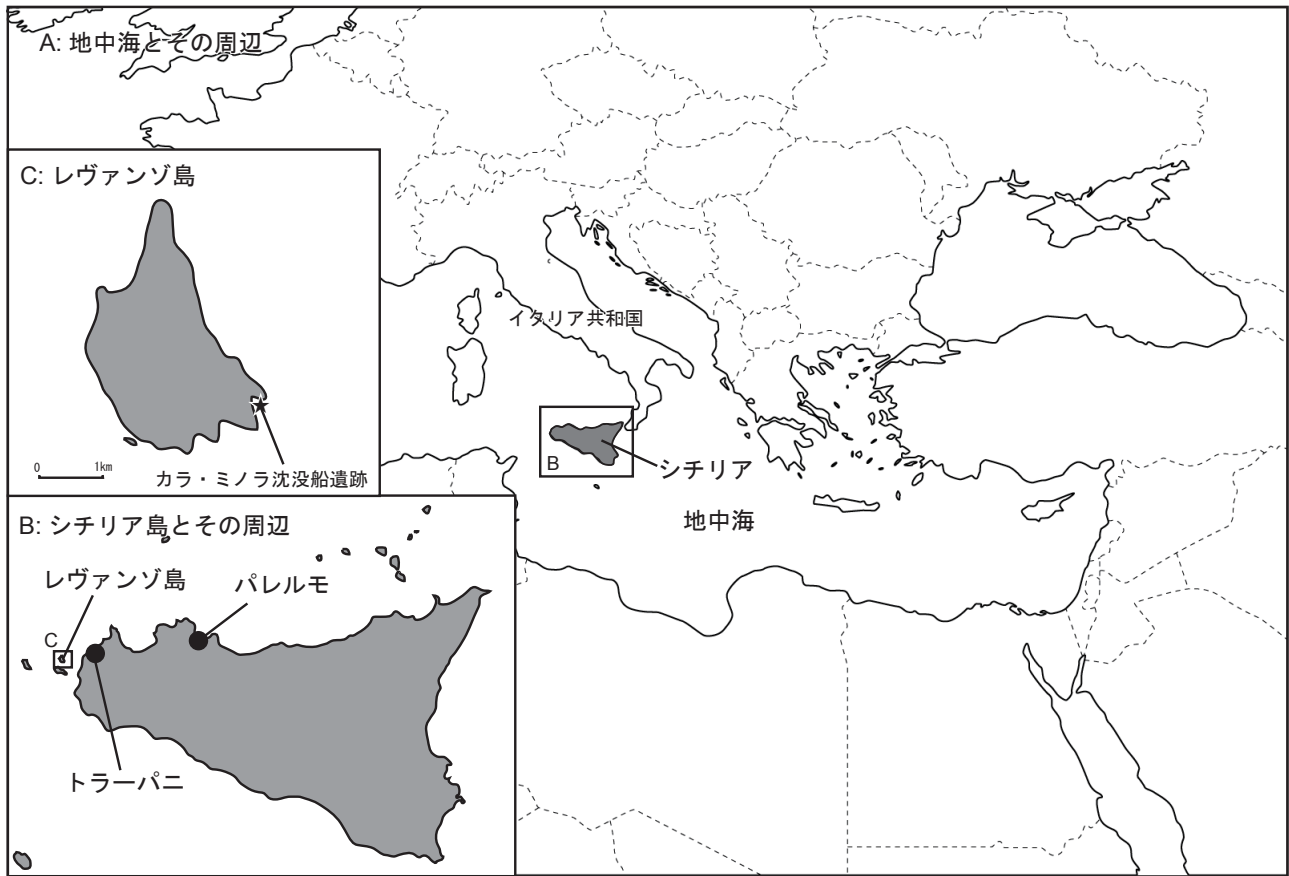 A: 地中海とその周辺
C: レヴァンゾ島
イタリア共和国
B
シチリア
0 1km
カラ・ミノラ沈没船遺跡
地中海
B: シチリア島とその周辺
レヴァンゾ島
パレルモ
C
トラーパニ